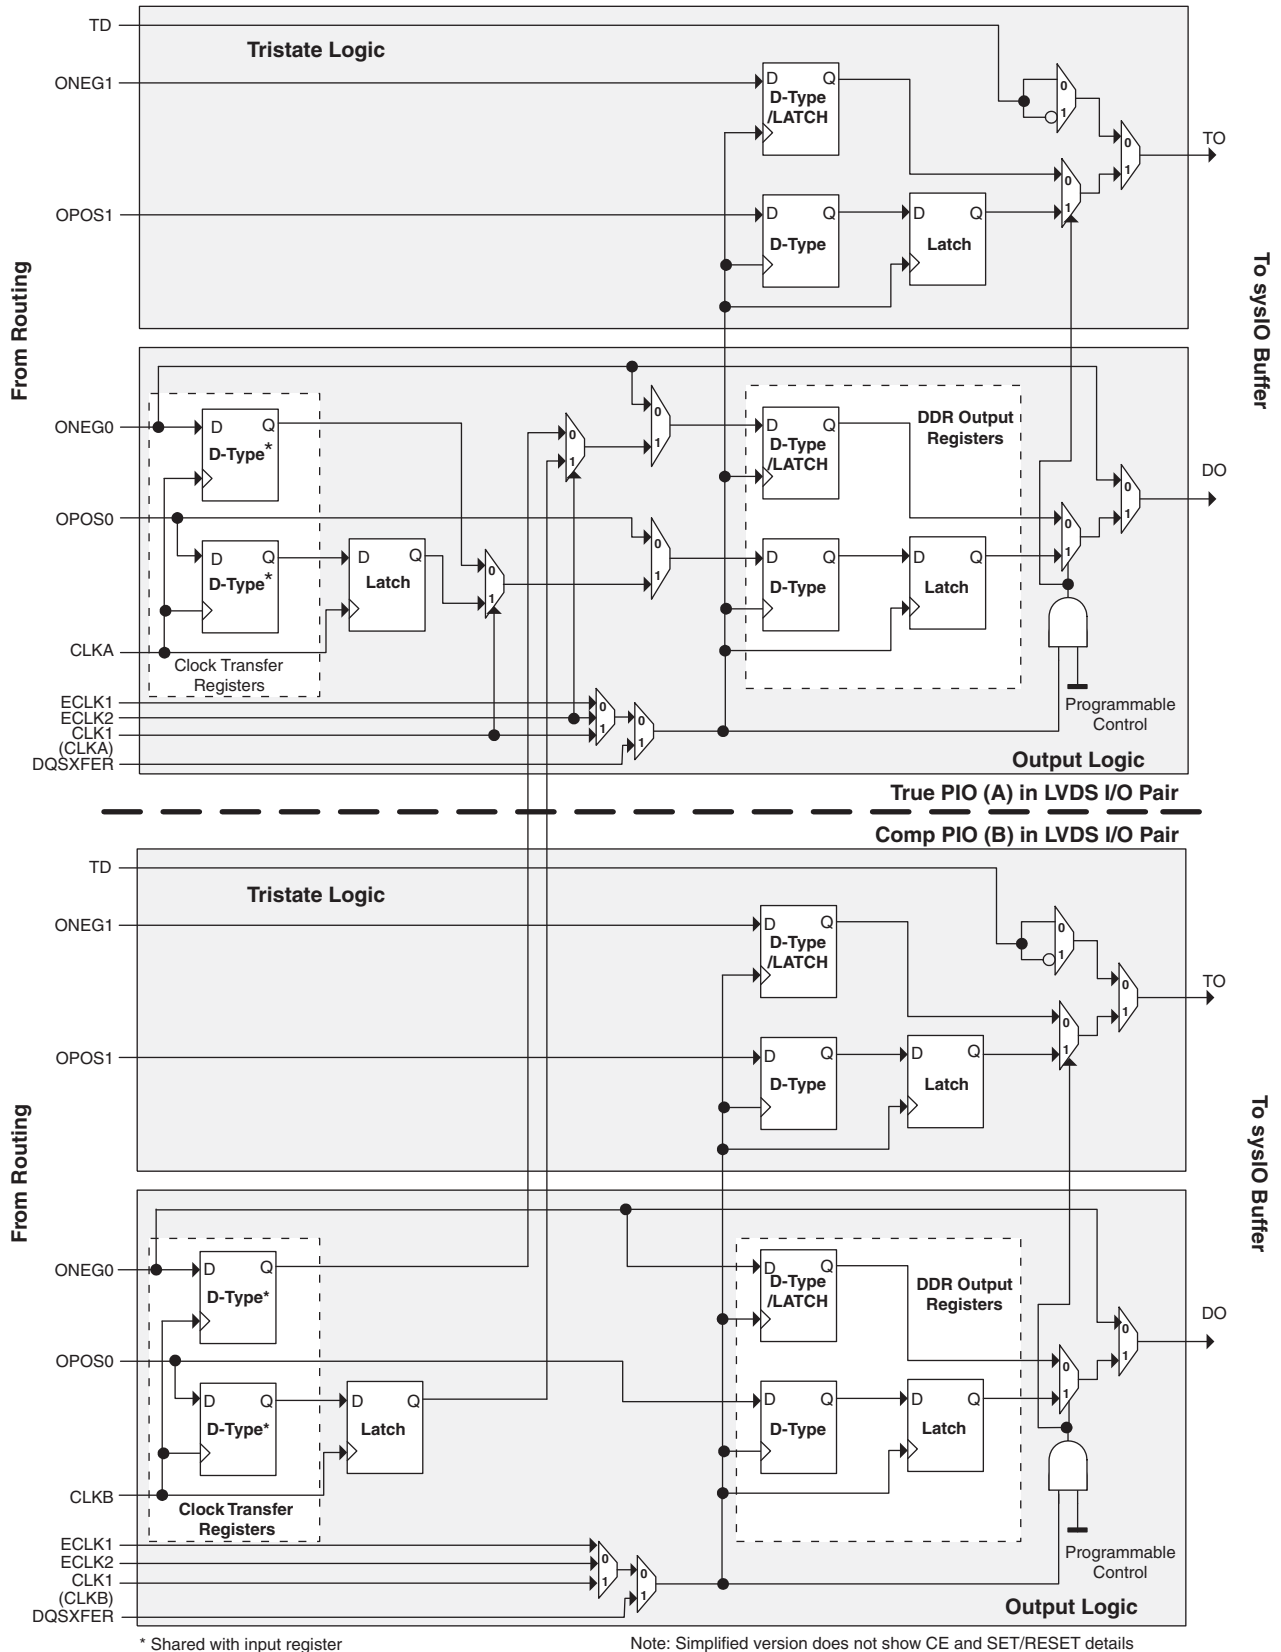 TD
Tristate Logic
ONEG1
D Q
D-Type
/LATCH
0
1
0
1
TO
0
1
OPOS1
D Q
D-Type
D Q
Latch
From Routing
To sysIO Buffer
ONEG0
D Q
D-Type*
0
1
0
1
D Q
D-Type
/LATCH
DDR Output
Registers
DO
0
1
0
1
OPOS0
D Q
D-Type*
D Q
Latch
0
1
0
1
D Q
D-Type
D Q
Latch
CLKA
Clock Transfer
Registers
ECLK1
ECLK2
CLK1
(CLKA)
DQSXFER
0
1
0
1
Programmable
Control
Output Logic
True PIO (A) in LVDS I/O Pair
Comp PIO (B) in LVDS I/O Pair
TD
Tristate Logic
ONEG1
D Q
D-Type
/LATCH
0
1
0
1
TO
0
1
OPOS1
D Q
D-Type
D Q
Latch
From Routing
To sysIO Buffer
ONEG0
D Q
D-Type*
D Q
D-Type
/LATCH
DDR Output
Registers
DO
0
1
0
1
OPOS0
D Q
D-Type*
D Q
Latch
D Q
D-Type
D Q
Latch
CLKB
Clock Transfer
Registers
ECLK1
ECLK2
CLK1
(CLKB)
DQSXFER
0
1
0
1
Programmable
Control
Output Logic
* Shared with input register
Note: Simplified version does not show CE and SET/RESET details